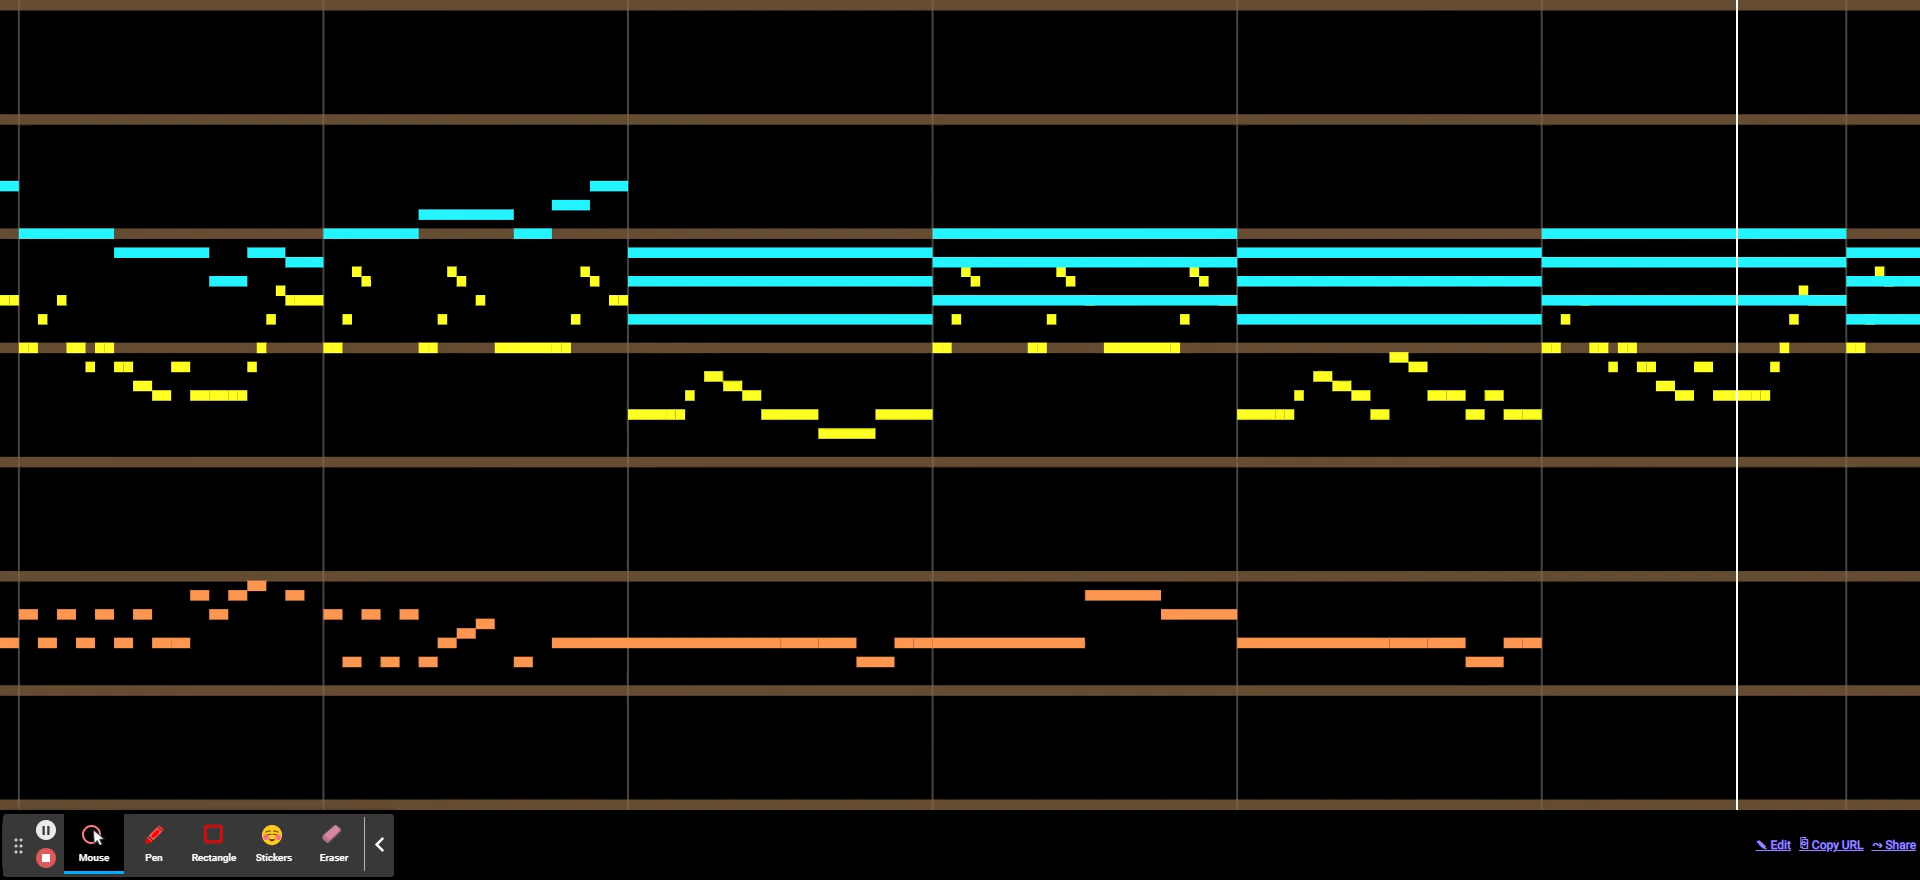 Mouse
Pen
Rectangle
Stickers
Eraser
Edit
Copy URL
Share